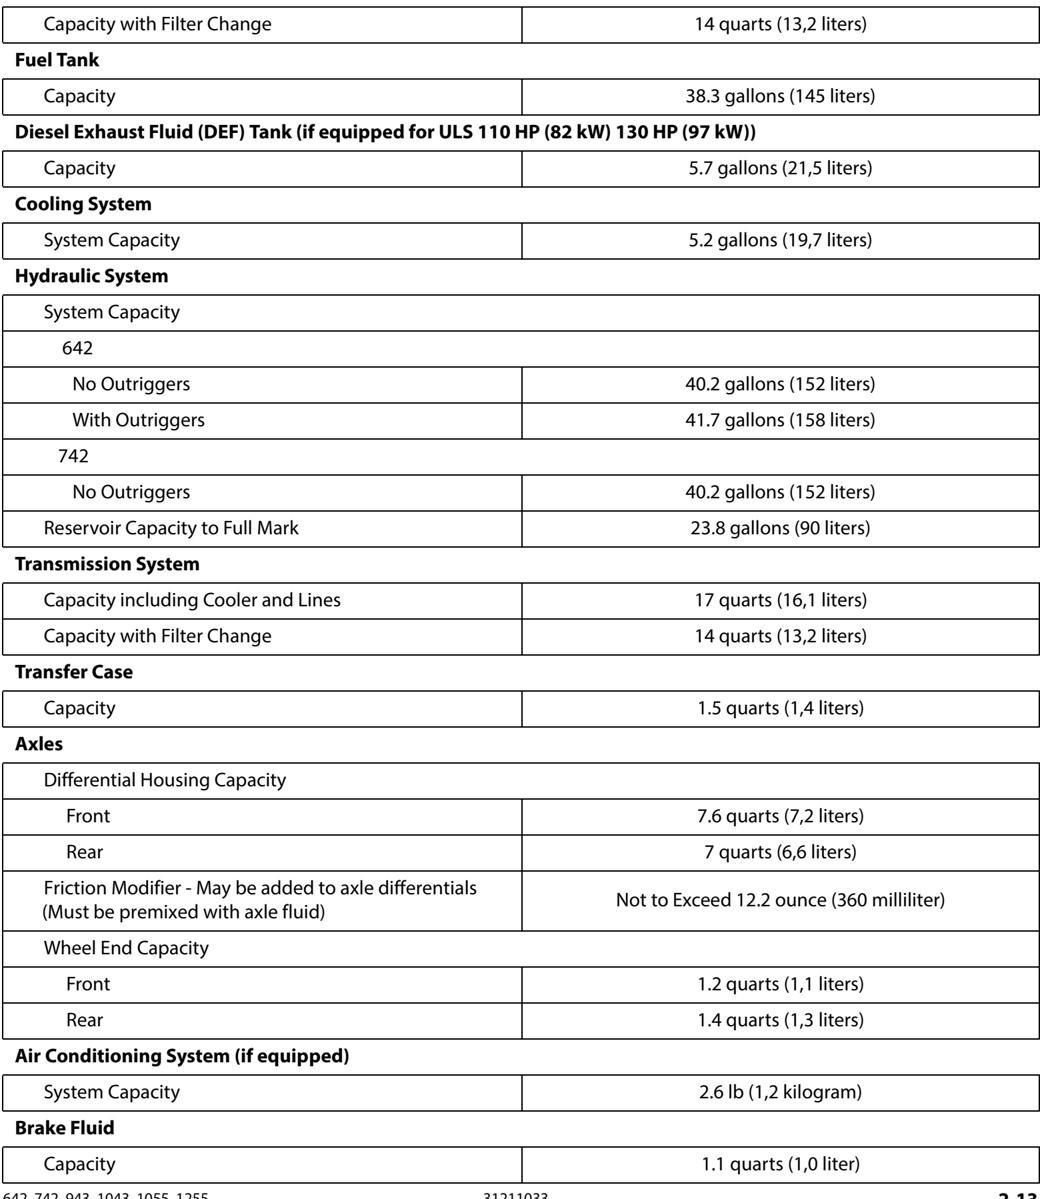 Capacity with Filter Change 14 quarts (13,2 liters)
Fuel Tank
Capacity 38.3 gallons (145 liters)
Diesel Exhaust Fluid (DEF) Tank (if equipped for ULS 110 HP (82 kW) 130 HP (97 kW))
Capacity 5.7 gallons (21,5 liters)
Cooling System
System Capacity 5.2 gallons (19,7 liters)
Hydraulic System
System Capacity
642
No Outriggers 40.2 gallons (152 liters)
With Outriggers 41.7 gallons (158 liters)
742
No Outriggers 40.2 gallons (152 liters)
Reservoir Capacity to Full Mark 23.8 gallons (90 liters)
Transmission System
Capacity including Cooler and Lines 17 quarts (16,1 liters)
Capacity with Filter Change 14 quarts (13,2 liters)
Transfer Case
Capacity 1.5 quarts (1,4 liters)
Axles
Differential Housing Capacity
Front 7.6 quarts (7,2 liters)
Rear 7 quarts (6,6 liters)
Friction Modifier - May be added to axle differentials
(Must be premixed with axle fluid) Not to Exceed 12.2 ounce (360 milliliter)
Wheel End Capacity
Front 1.2 quarts (1,1 liters)
Rear 1.4 quarts (1,3 liters)
Air Conditioning System (if equipped)
System Capacity 2.6 lb (1,2 kilogram)
Brake Fluid
Capacity 1.1 quarts (1,0 liter)
642, 742, 943, 1043, 1055, 1255 31211033 2-13